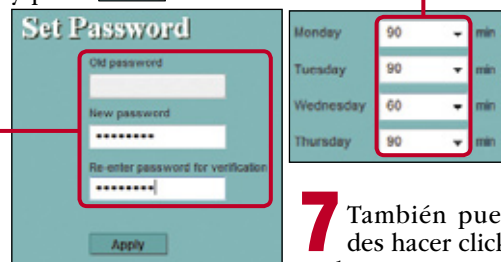 y p
Set Password
Old password
New password
••••••••
Re-enter password for verification
••••••••
Apply
Monday 90 min
Tuesday 90 min
Wednesday 60 min
Thursday 90 min
7 También pue-
des hacer click